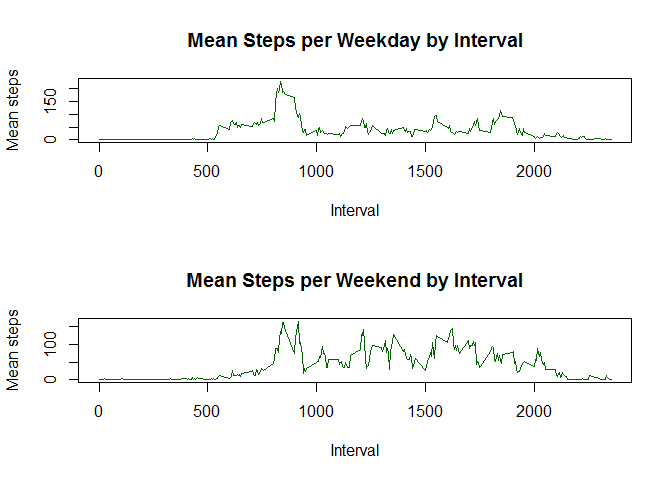 Mean Steps per Weekday by Interval
Mean steps
150
0
0 500 1000 1500 2000
Interval
Mean Steps per Weekend by Interval
Mean steps
100
0
0 500 1000 1500 2000
Interval